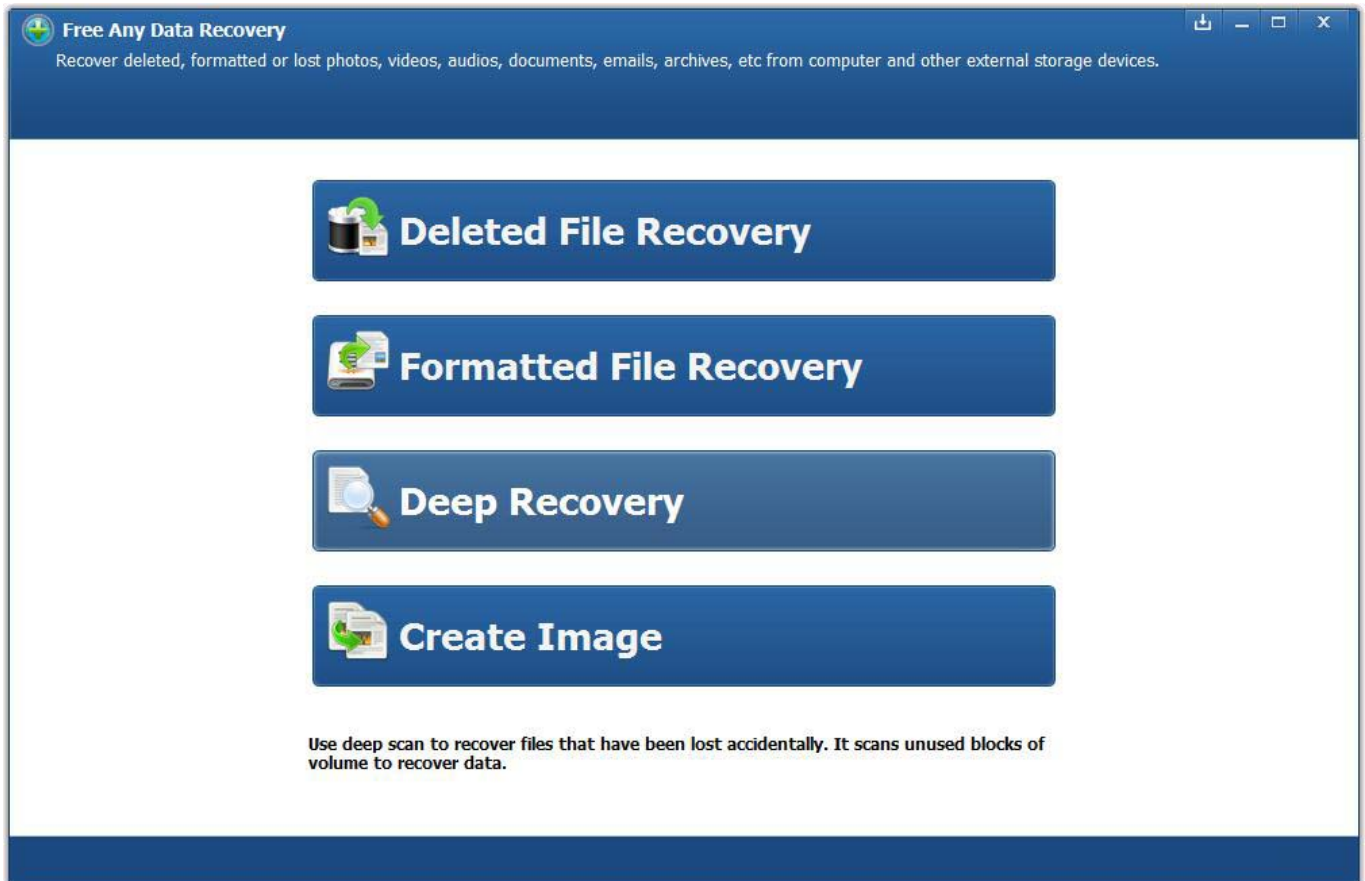 Free Any Data Recovery
Recover deleted, formatted or lost photos, videos, audios, documents, emails, archives, etc from computer and other external storage devices.
Deleted File Recovery
Formatted File Recovery
Deep Recovery
Create Image
Use deep scan to recover files that have been lost accidentally. It scans unused blocks of
volume to recover data.